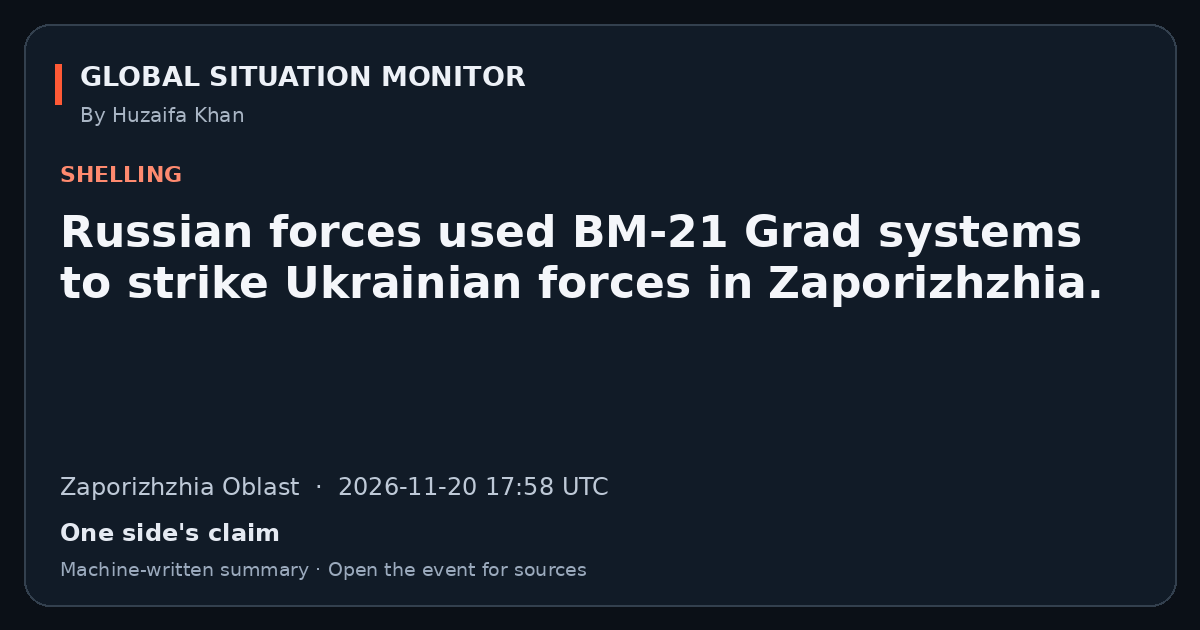 GLOBAL SITUATION MONITOR
By Huzaifa Khan
SHELLING
Russian forces used BM-21 Grad systems
to strike Ukrainian forces in Zaporizhzhia.
Zaporizhzhia Oblast · 2026-11-20 17:58 UTC
One side's claim
Machine-written summary · Open the event for sources